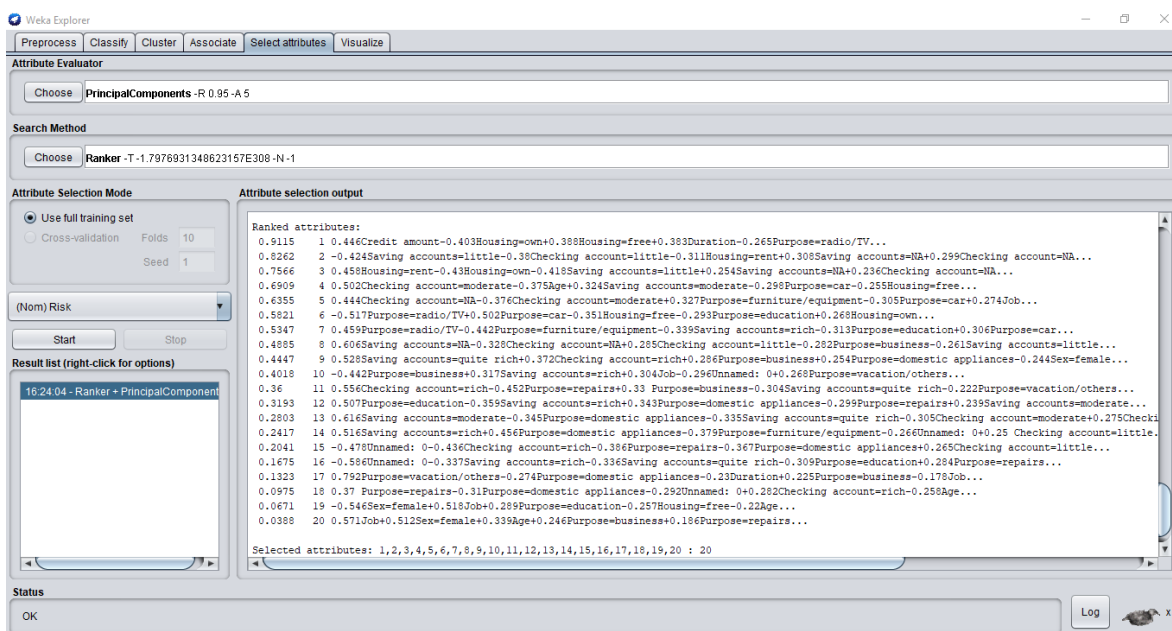 Weka Explorer
Preprocess Classify Cluster Associate Select attributes Visualize
Attribute Evaluator
Choose PrincipalComponents -R 0.95 -A 5
Search Method
Choose Ranker -T -1.7976931348623157E308 -N -1
Attribute Selection Mode
Use full training set
Cross-validation Folds 10
Seed 1
(Nom) Risk
Start Stop
Result list (right-click for options)
16:24:04 - Ranker + PrincipalComponent
Attribute selection output
Ranked attributes:
0.9115 1 0.446Credit amount-0.403Housing=own+0.388Housing=free+0.383Duration-0.265Purpose=radio/TV...
0.8262 2 -0.424Saving accounts=little-0.38Checking account=little-0.311Housing=rent+0.308Saving accounts=NA+0.299Checking account=NA...
0.7566 3 0.458Housing=rent-0.43Housing=own-0.418Saving accounts=little+0.254Saving accounts=NA+0.236Checking account=NA...
0.6909 4 0.502Checking account=moderate-0.375Age+0.324Saving accounts=moderate-0.298Purpose=car-0.255Housing=free...
0.6355 5 0.444Checking account=NA-0.376Checking account=moderate+0.327Purpose=furniture/equipment-0.305Purpose=car+0.274Job...
0.5821 6 -0.517Purpose=radio/TV+0.502Purpose=car-0.351Housing=free-0.293Purpose=education+0.268Housing=own...
0.5347 7 0.459Purpose=radio/TV-0.442Purpose=furniture/equipment-0.339Saving accounts=rich-0.313Purpose=education+0.306Purpose=car...
0.4885 8 0.606Saving accounts=NA-0.328Checking account=NA+0.285Checking account=little-0.282Purpose=business-0.261Saving accounts=little...
0.4447 9 0.528Saving accounts=quite rich+0.372Checking account=rich+0.286Purpose=business+0.254Purpose=domestic appliances-0.244Sex=female...
0.4018 10 -0.442Purpose=business+0.317Saving accounts=rich+0.304Job-0.296Unnamed: 0+0.268Purpose=vacation/others...
0.36 11 0.556Checking account=rich-0.452Purpose=repairs+0.33 Purpose=business-0.304Saving accounts=quite rich-0.222Purpose=vacation/others...
0.3193 12 0.507Purpose=education-0.359Saving accounts=rich+0.343Purpose=domestic appliances-0.299Purpose=repairs+0.239Saving accounts=moderate...
0.2803 13 0.616Saving accounts=moderate-0.345Purpose=domestic appliances-0.335Saving accounts=quite rich-0.305Checking account=moderate+0.275Checki
0.2417 14 0.516Saving accounts=rich+0.456Purpose=domestic appliances-0.379Purpose=furniture/equipment-0.266Unnamed: 0+0.25 Checking account=little.
0.2041 15 -0.478Unnamed: 0-0.436Checking account=rich-0.386Purpose=repairs-0.367Purpose=domestic appliances+0.265Checking account=little...
0.1675 16 -0.586Unnamed: 0-0.337Saving accounts=rich-0.336Saving accounts=quite rich-0.309Purpose=education+0.284Purpose=repairs...
0.1323 17 0.792Purpose=vacation/others-0.274Purpose=domestic appliances-0.23Duration+0.225Purpose=business-0.178Job...
0.0975 18 0.37 Purpose=repairs-0.31Purpose=domestic appliances-0.292Unnamed: 0+0.282Checking account=rich-0.258Age...
0.0671 19 -0.546Sex=female+0.518Job+0.289Purpose=education-0.257Housing=free-0.22Age...
0.0388 20 0.571Job+0.512Sex=female+0.339Age+0.246Purpose=business+0.186Purpose=repairs...
Selected attributes: 1,2,3,4,5,6,7,8,9,10,11,12,13,14,15,16,17,18,19,20 : 20
Status
OK
Log
x